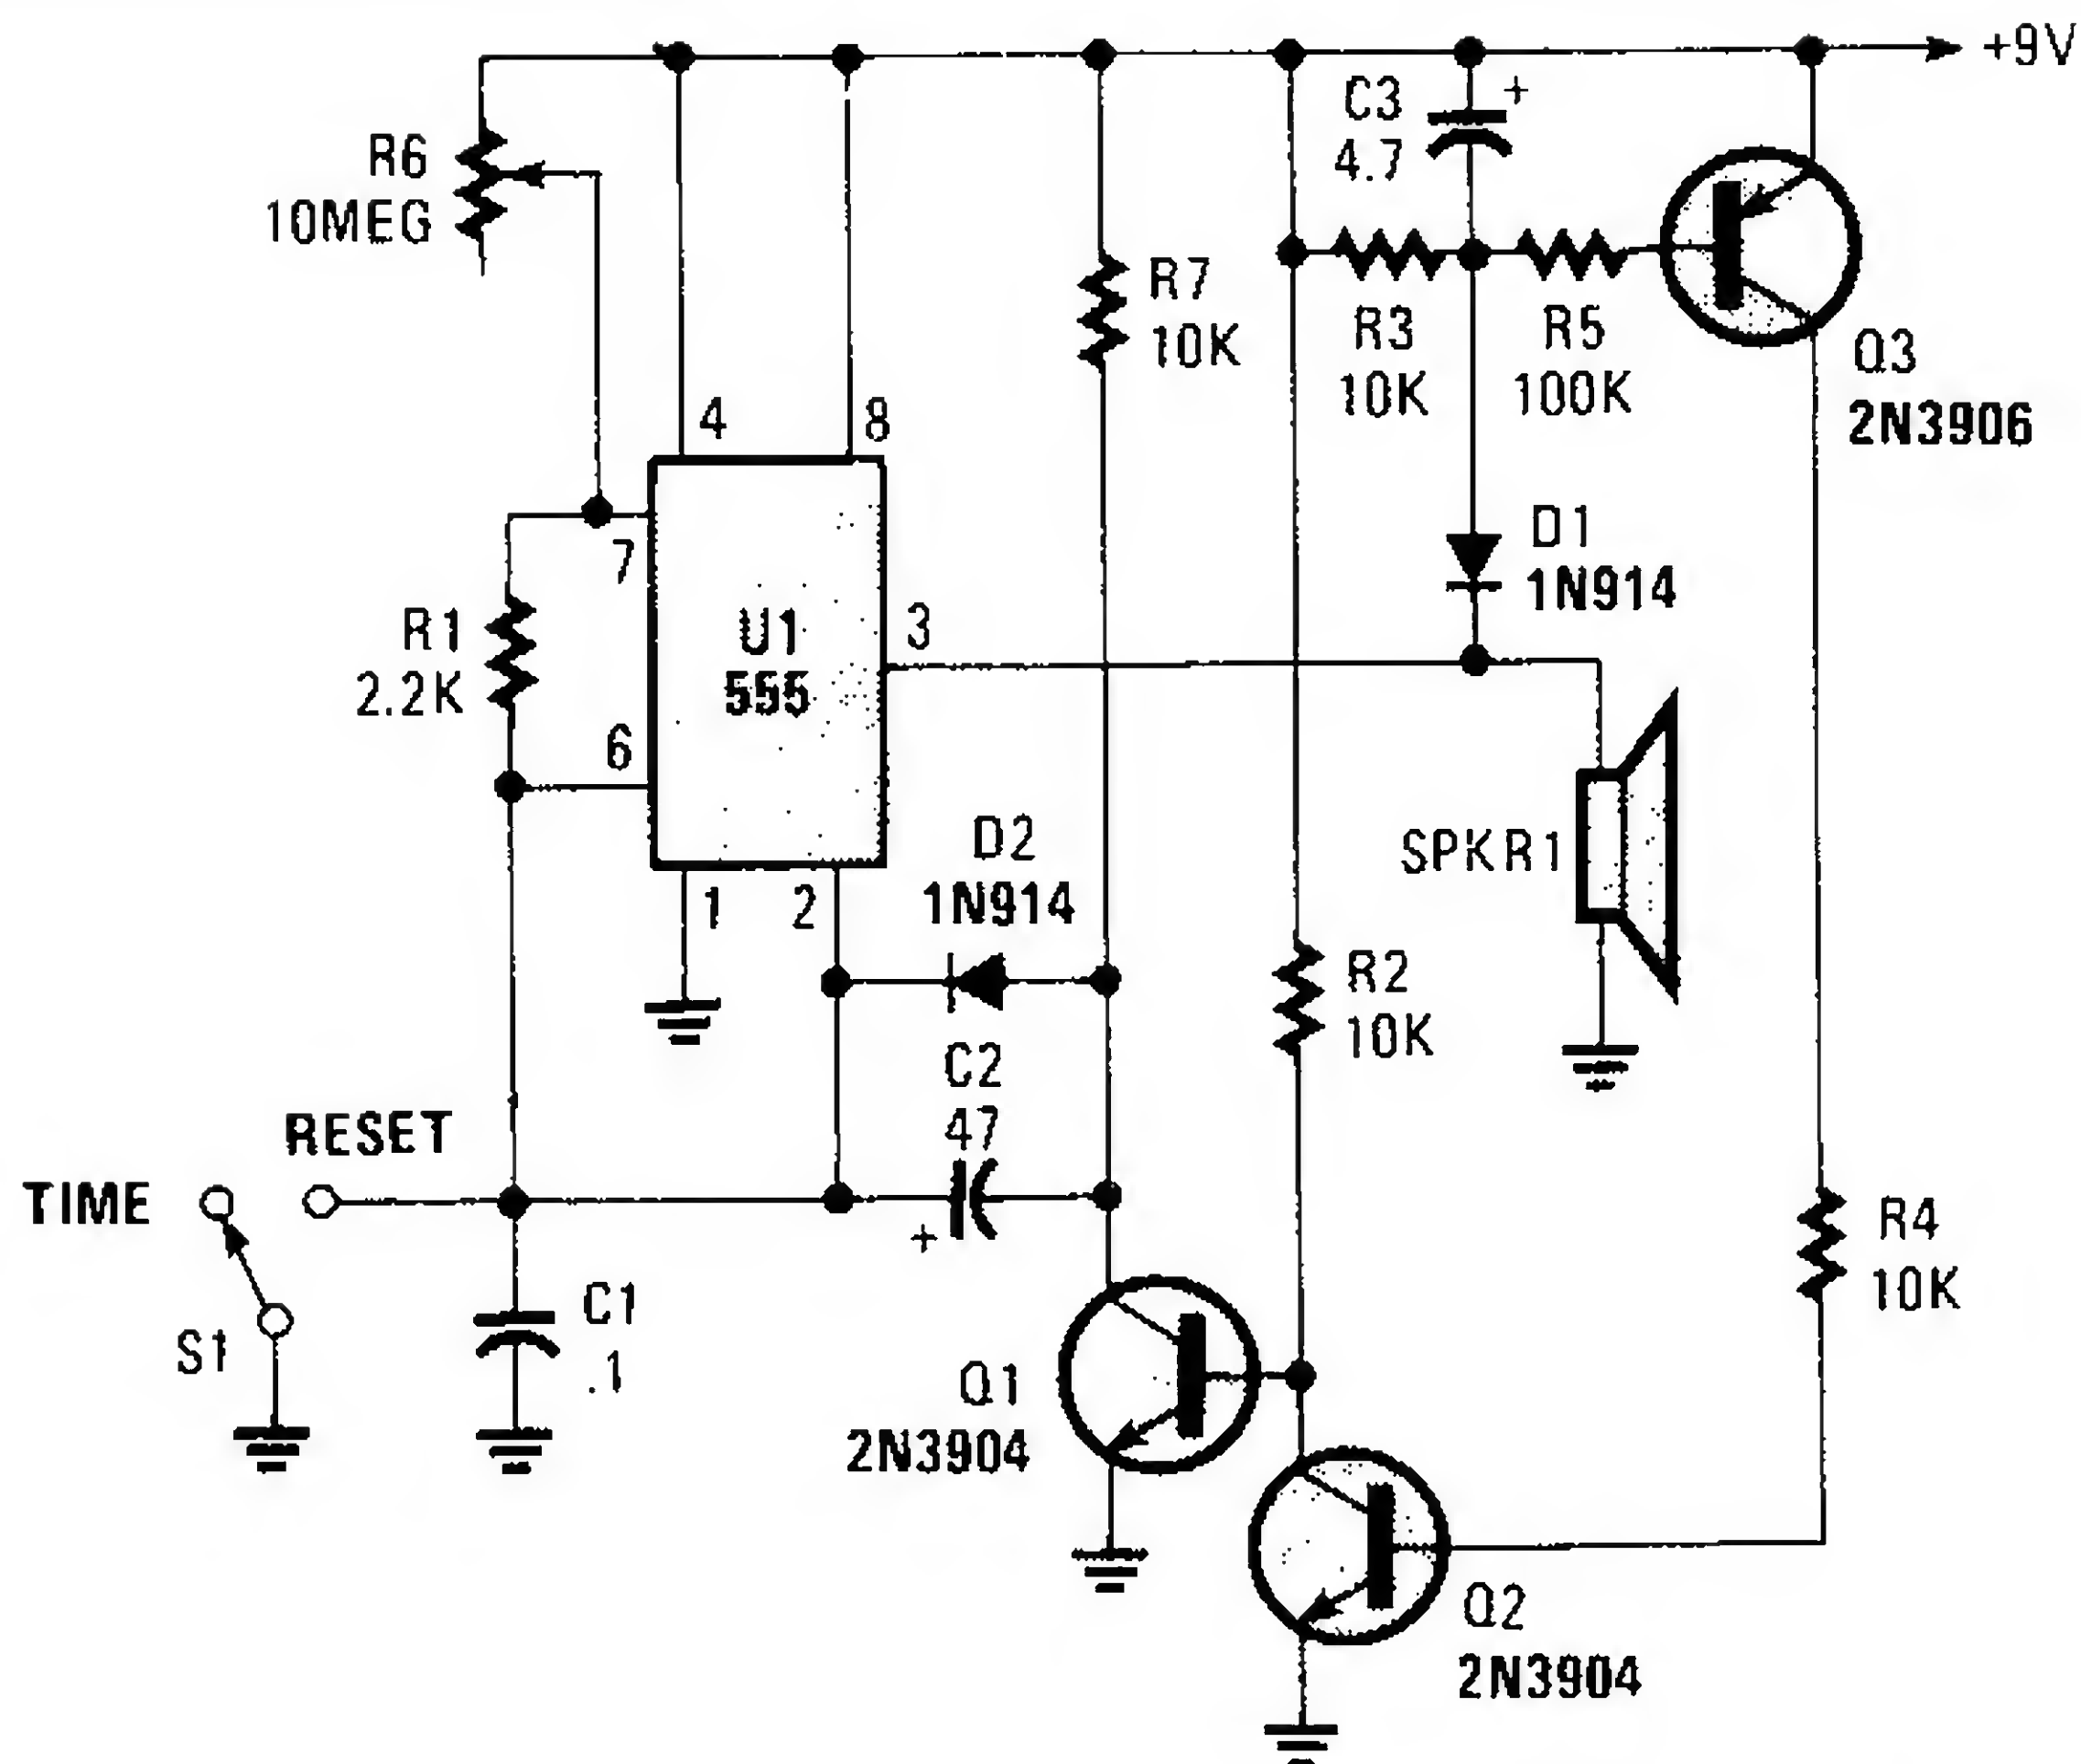 +9V
C3
+
4.7
R6
10MEG
R7
10K
R3
10K
R5
100K
Q3
2N3906
4
8
7
D1
1N914
R1
2.2K
U1
555
3
6
SPKR1
D2
1N914
1
2
R2
10K
C2
47
+
RESET
TIME
R4
10K
S1
C1
.1
Q1
2N3904
Q2
2N3904